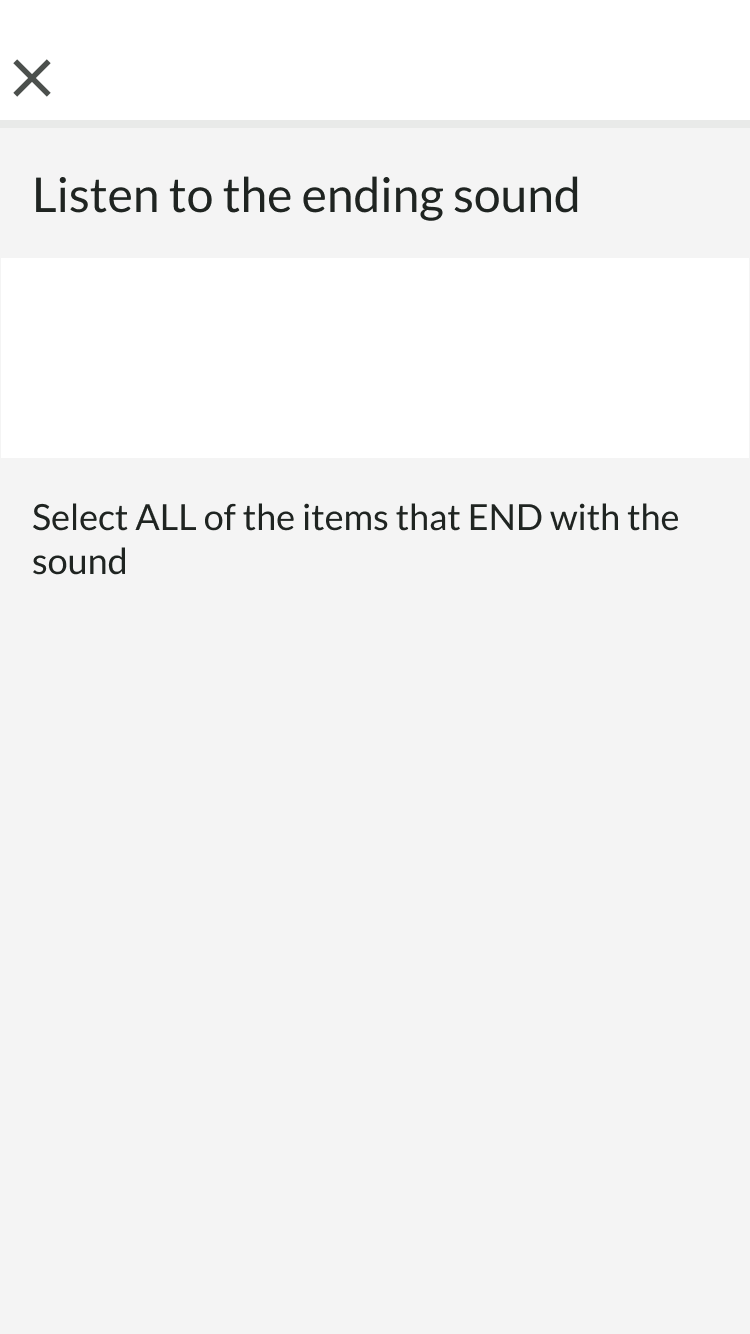 Listen to the ending sound
Select ALL of the items that END with the
sound